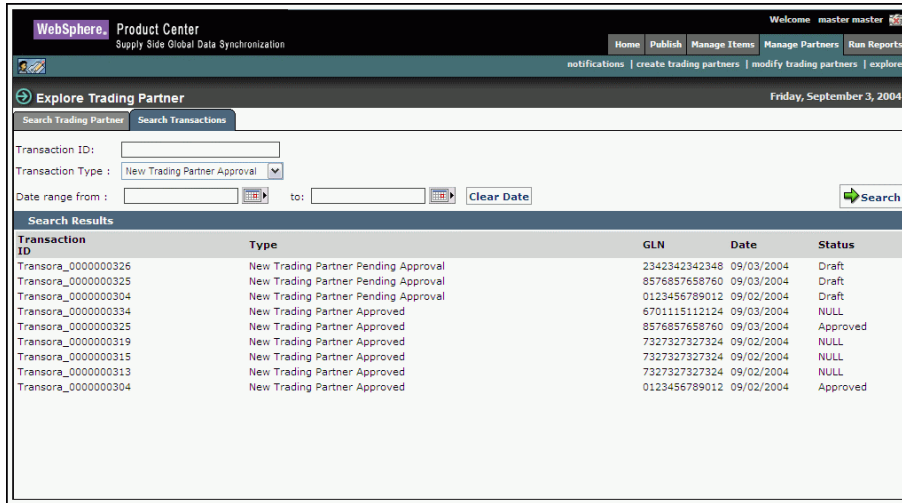 WebSphere. Product Center
Supply Side Global Data Synchronization
Welcome master master
Home Publish Manage Items Manage Partners Run Reports
notifications | create trading partners | modify trading partners | explore
Explore Trading Partner Friday, September 3, 2004
Search Trading Partner Search Transactions
Transaction ID:
Transaction Type : New Trading Partner Approval
Date range from : to: Clear Date Search
Search Results
Transaction ID Type GLN Date Status
Transora_0000000326 New Trading Partner Pending Approval 2342342342348 09/03/2004 Draft
Transora_0000000325 New Trading Partner Pending Approval 8576857658760 09/03/2004 Draft
Transora_0000000304 New Trading Partner Pending Approval 0123456789012 09/02/2004 Draft
Transora_0000000334 New Trading Partner Approved 6701115112124 09/03/2004 NULL
Transora_0000000325 New Trading Partner Approved 8576857658760 09/03/2004 Approved
Transora_0000000319 New Trading Partner Approved 7327327327324 09/02/2004 NULL
Transora_0000000315 New Trading Partner Approved 7327327327324 09/02/2004 NULL
Transora_0000000313 New Trading Partner Approved 7327327327324 09/02/2004 NULL
Transora_0000000304 New Trading Partner Approved 0123456789012 09/02/2004 Approved